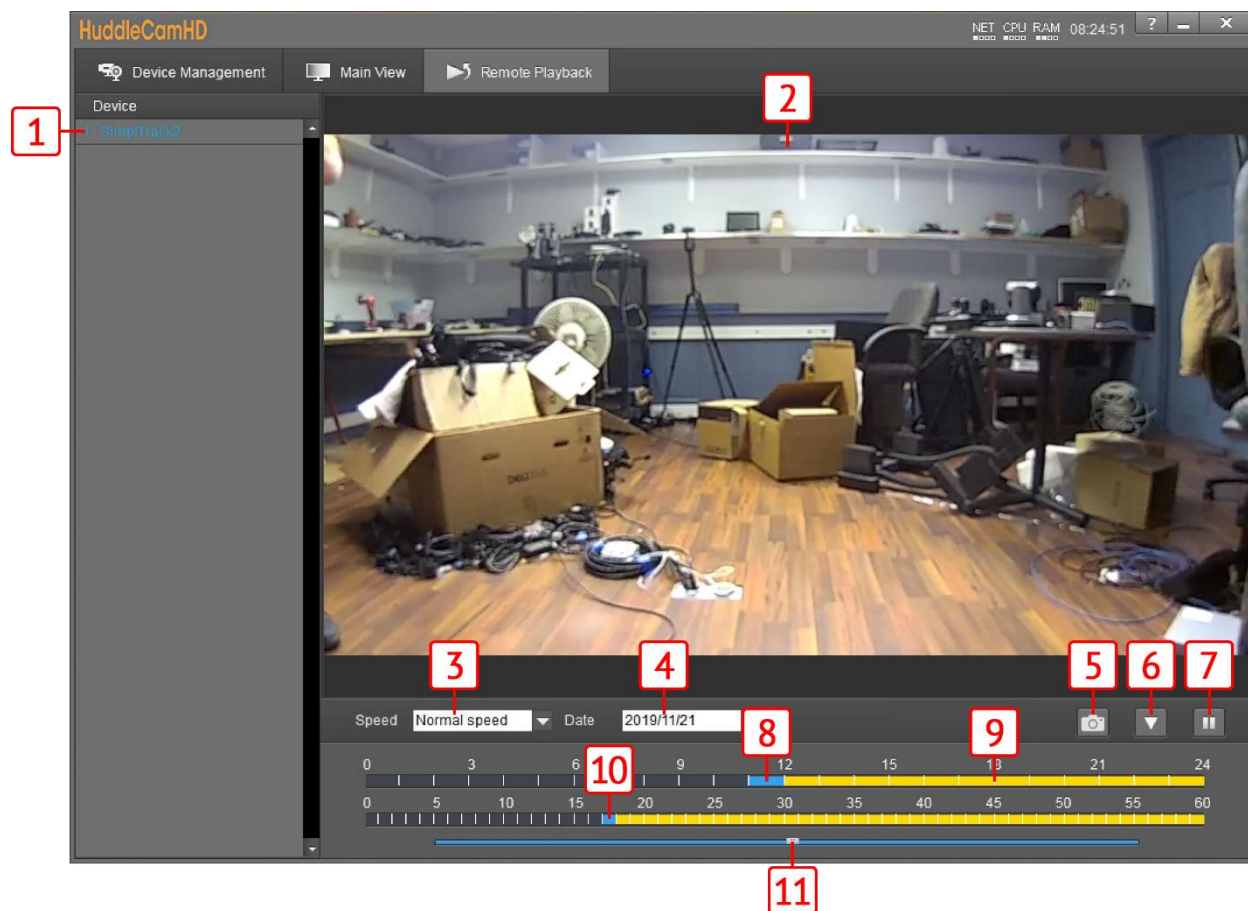 HuddleCamHD
NET CPU RAM 08:24:51 ?
Device Management Main View Remote Playback
Device
SimplTrack2
1
2
3
4
5
6
7
Speed Normal speed Date 2019/11/21
8
9
10
0 3 6 9 12 15 18 21 24
0 5 10 15 20 25 30 35 40 45 50 55 60
11